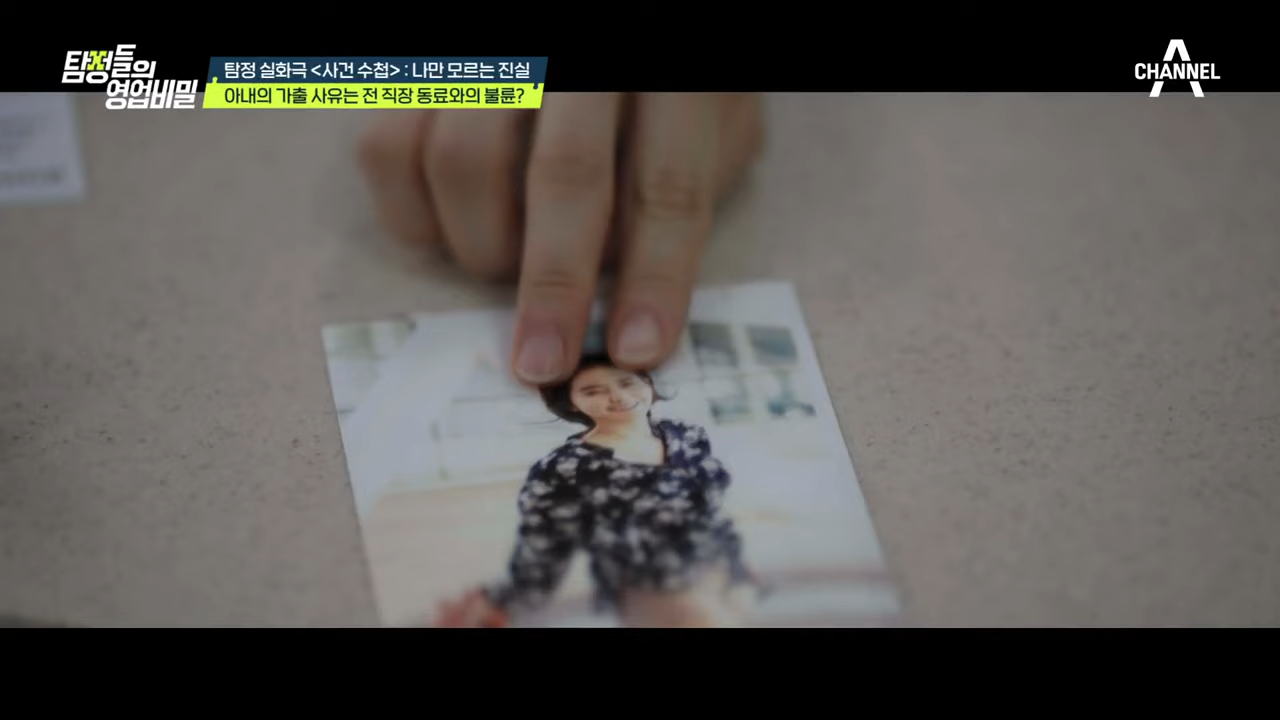 탐정들의
영업비밀
탐정 실화극 <사건 수첩> : 나만 모르는 진실
아내의 가출 사유는 전 직장 동료와의 불륜?
CHANNEL A